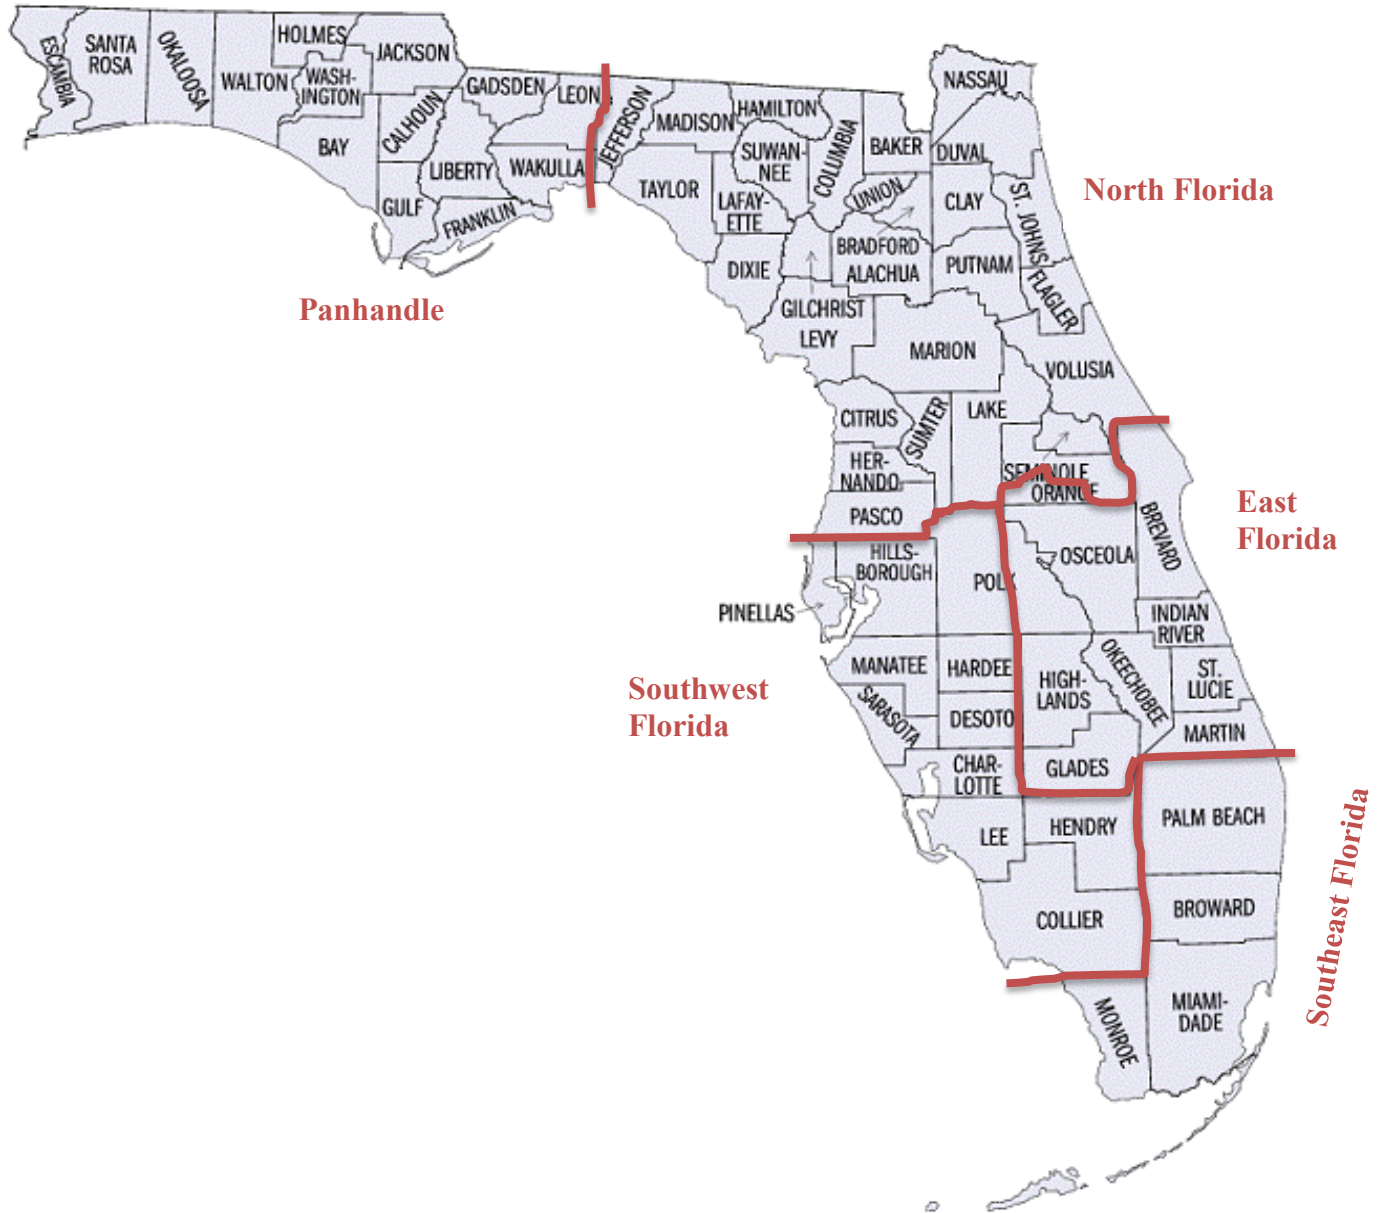 ESCAMBIA
SANTA
ROSA
OKALOOSA
WALTON
HOLMES
WASH-
INGTON
JACKSON
BAY
CALHOUN
GULF
GADSDEN
LIBERTY
FRANKLIN
LEON
WAKULLA
JEFFERSON
MADISON
TAYLOR
HAMILTON
SUWAN-
NEE
LAFAY-
ETTE
DIXIE
COLUMBIA
BAKER
UNION
BRADFORD
ALACHUA
GILCHRIST
LEVY
NASSAU
DUVAL
CLAY
ST. JOHNS
PUTNAM
FLAGLER
MARION
VOLUSIA
CITRUS
SUMTER
LAKE
HER-
NANDO
PASCO
SEMINOLE
ORANGE
BREVARD
HILLS-
BOROUGH
PINELLAS
POLK
OSCEOLA
INDIAN
RIVER
MANATEE
HARDEE
HIGH-
LANDS
OKEECHOBEE
ST.
LUCIE
SARASOTA
DESOTO
MARTIN
CHAR-
LOTTE
GLADES
LEE
HENDRY
PALM BEACH
COLLIER
BROWARD
MONROE
MIAMI-
DADE
Panhandle
North Florida
East
Florida
Southwest
Florida
Southeast Florida